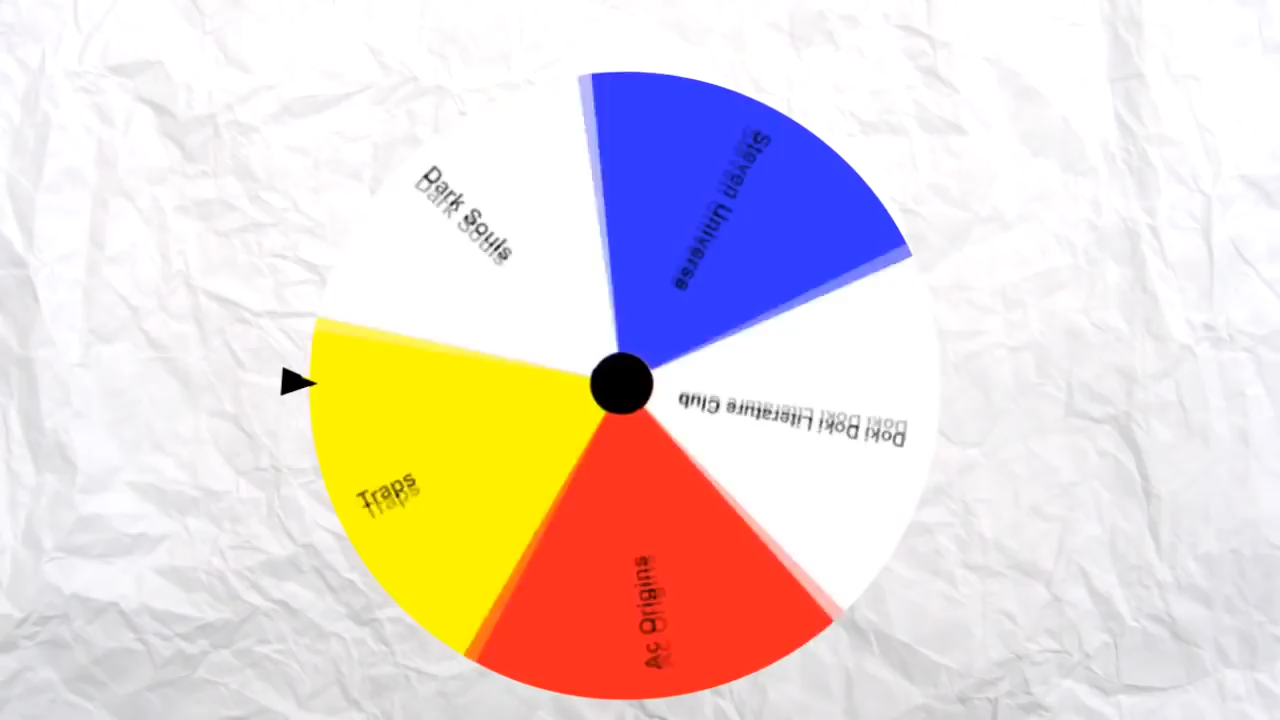 Steven Universe
Dark Souls
Doki Doki Literature Club
Traps
Ac Origins